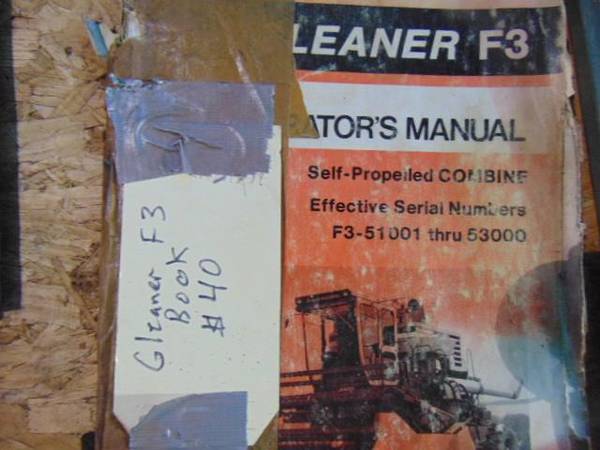 LEANER F3
ATOR'S MANUAL
Self-Propelled COMBINE
Effective Serial Numbers
F3-51001 thru 53000
Gleaner F3
Book
#40